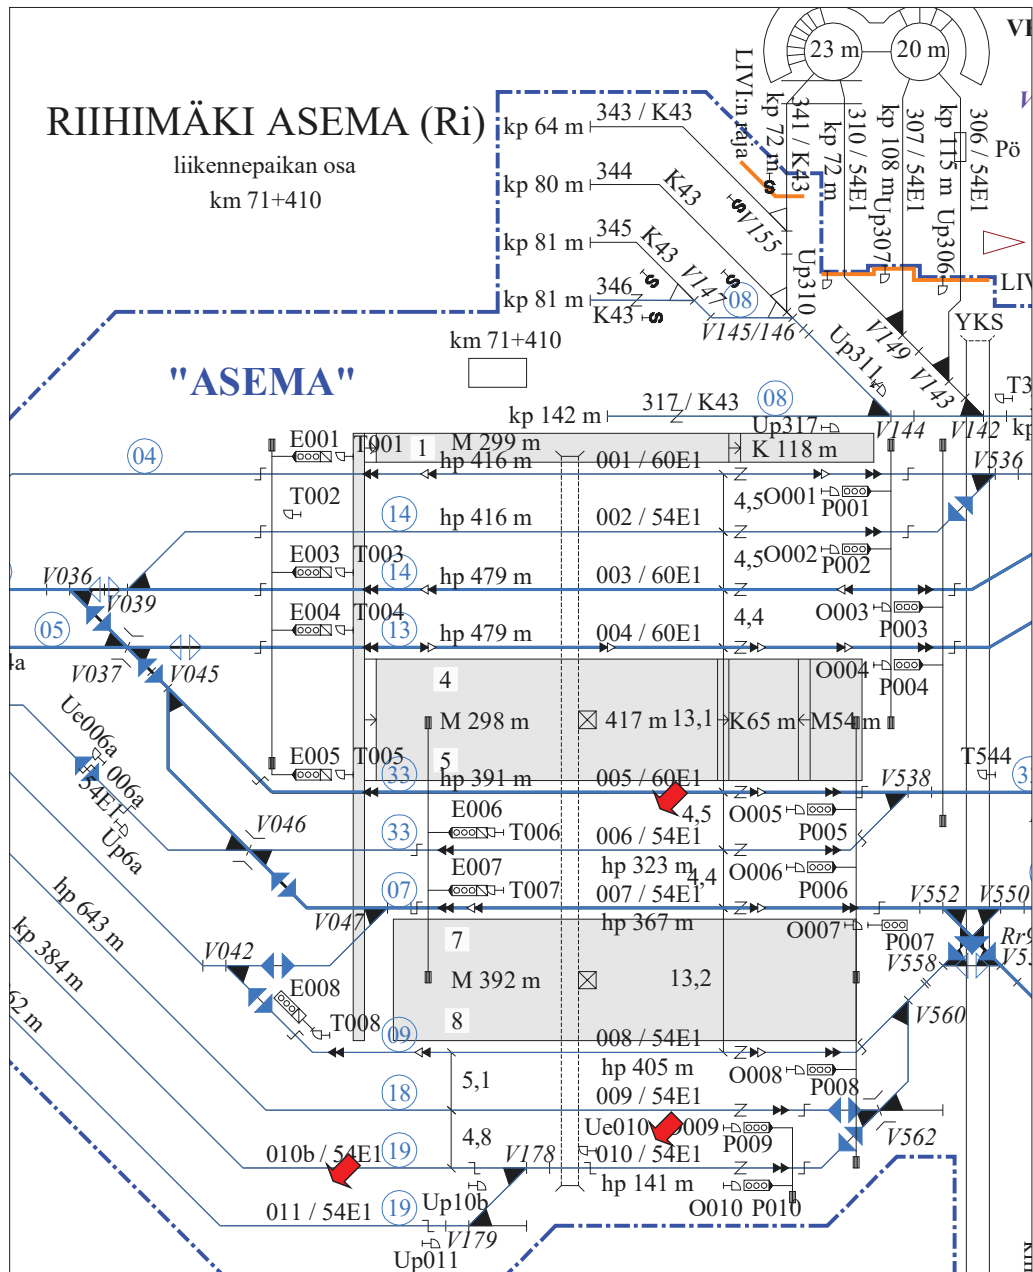 RIIHIMÄKI ASEMA (Ri)
liikennepaikan osa
km 71+410
23 m
20 m
LIVI:n raja
kp 72 m
341 / K43
kp 72 m
310 / 54E1
kp 108 m
307 / 54E1
kp 115 m
306 / 54E1
Pö
kp 64 m
343 / K43
kp 80 m
344
K43
kp 81 m
345
K43
kp 81 m
346
K43
S
S
S
S
S
V155
V147
08
V145/146
Up310
Up307
Up306
LIV
YKS
V149
V143
Up311
km 71+410
"ASEMA"
kp 142 m
317 / K43
08
Up317
V144
V142
T3
kp
04
E001
T001
1
M 299 m
K 118 m
hp 416 m
001 / 60E1
V536
T002
4,5
O001
P001
14
hp 416 m
002 / 54E1
E003
T003
4,5
O002
P002
V036
V039
14
hp 479 m
003 / 60E1
E004
T004
4,4
O003
P003
05
13
hp 479 m
004 / 60E1
V037
V045
O004
P004
4a
4
M 298 m
417 m
13,1
K65 m
M54 m
Ue006a
006a
54E1
Up6a
E005
T005
5
T544
33
hp 391 m
005 / 60E1
V538
3
E006
T006
4,5
O005
P005
V046
33
006 / 54E1
hp 323 m
E007
T007
4,4
O006
P006
hp 643 m
07
007 / 54E1
hp 367 m
V552
V550
V047
kp 384 m
V042
7
M 392 m
13,2
8
O007
P007
V558
E008
T008
V560
62 m
09
008 / 54E1
hp 405 m
5,1
O008
P008
18
009 / 54E1
4,8
P009
V562
010b / 54E1
19
V178
010 / 54E1
hp 141 m
011 / 54E1
19
Up10b
V179
Up011
O010
P010